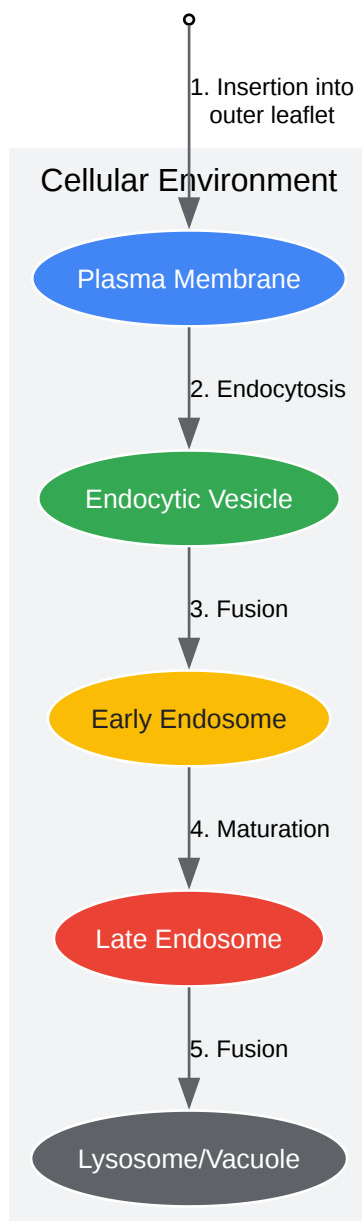 1. Insertion into
outer leaflet
Cellular Environment
Plasma Membrane
2. Endocytosis
Endocytic Vesicle
3. Fusion
Early Endosome
4. Maturation
Late Endosome
5. Fusion
Lysosome/Vacuole